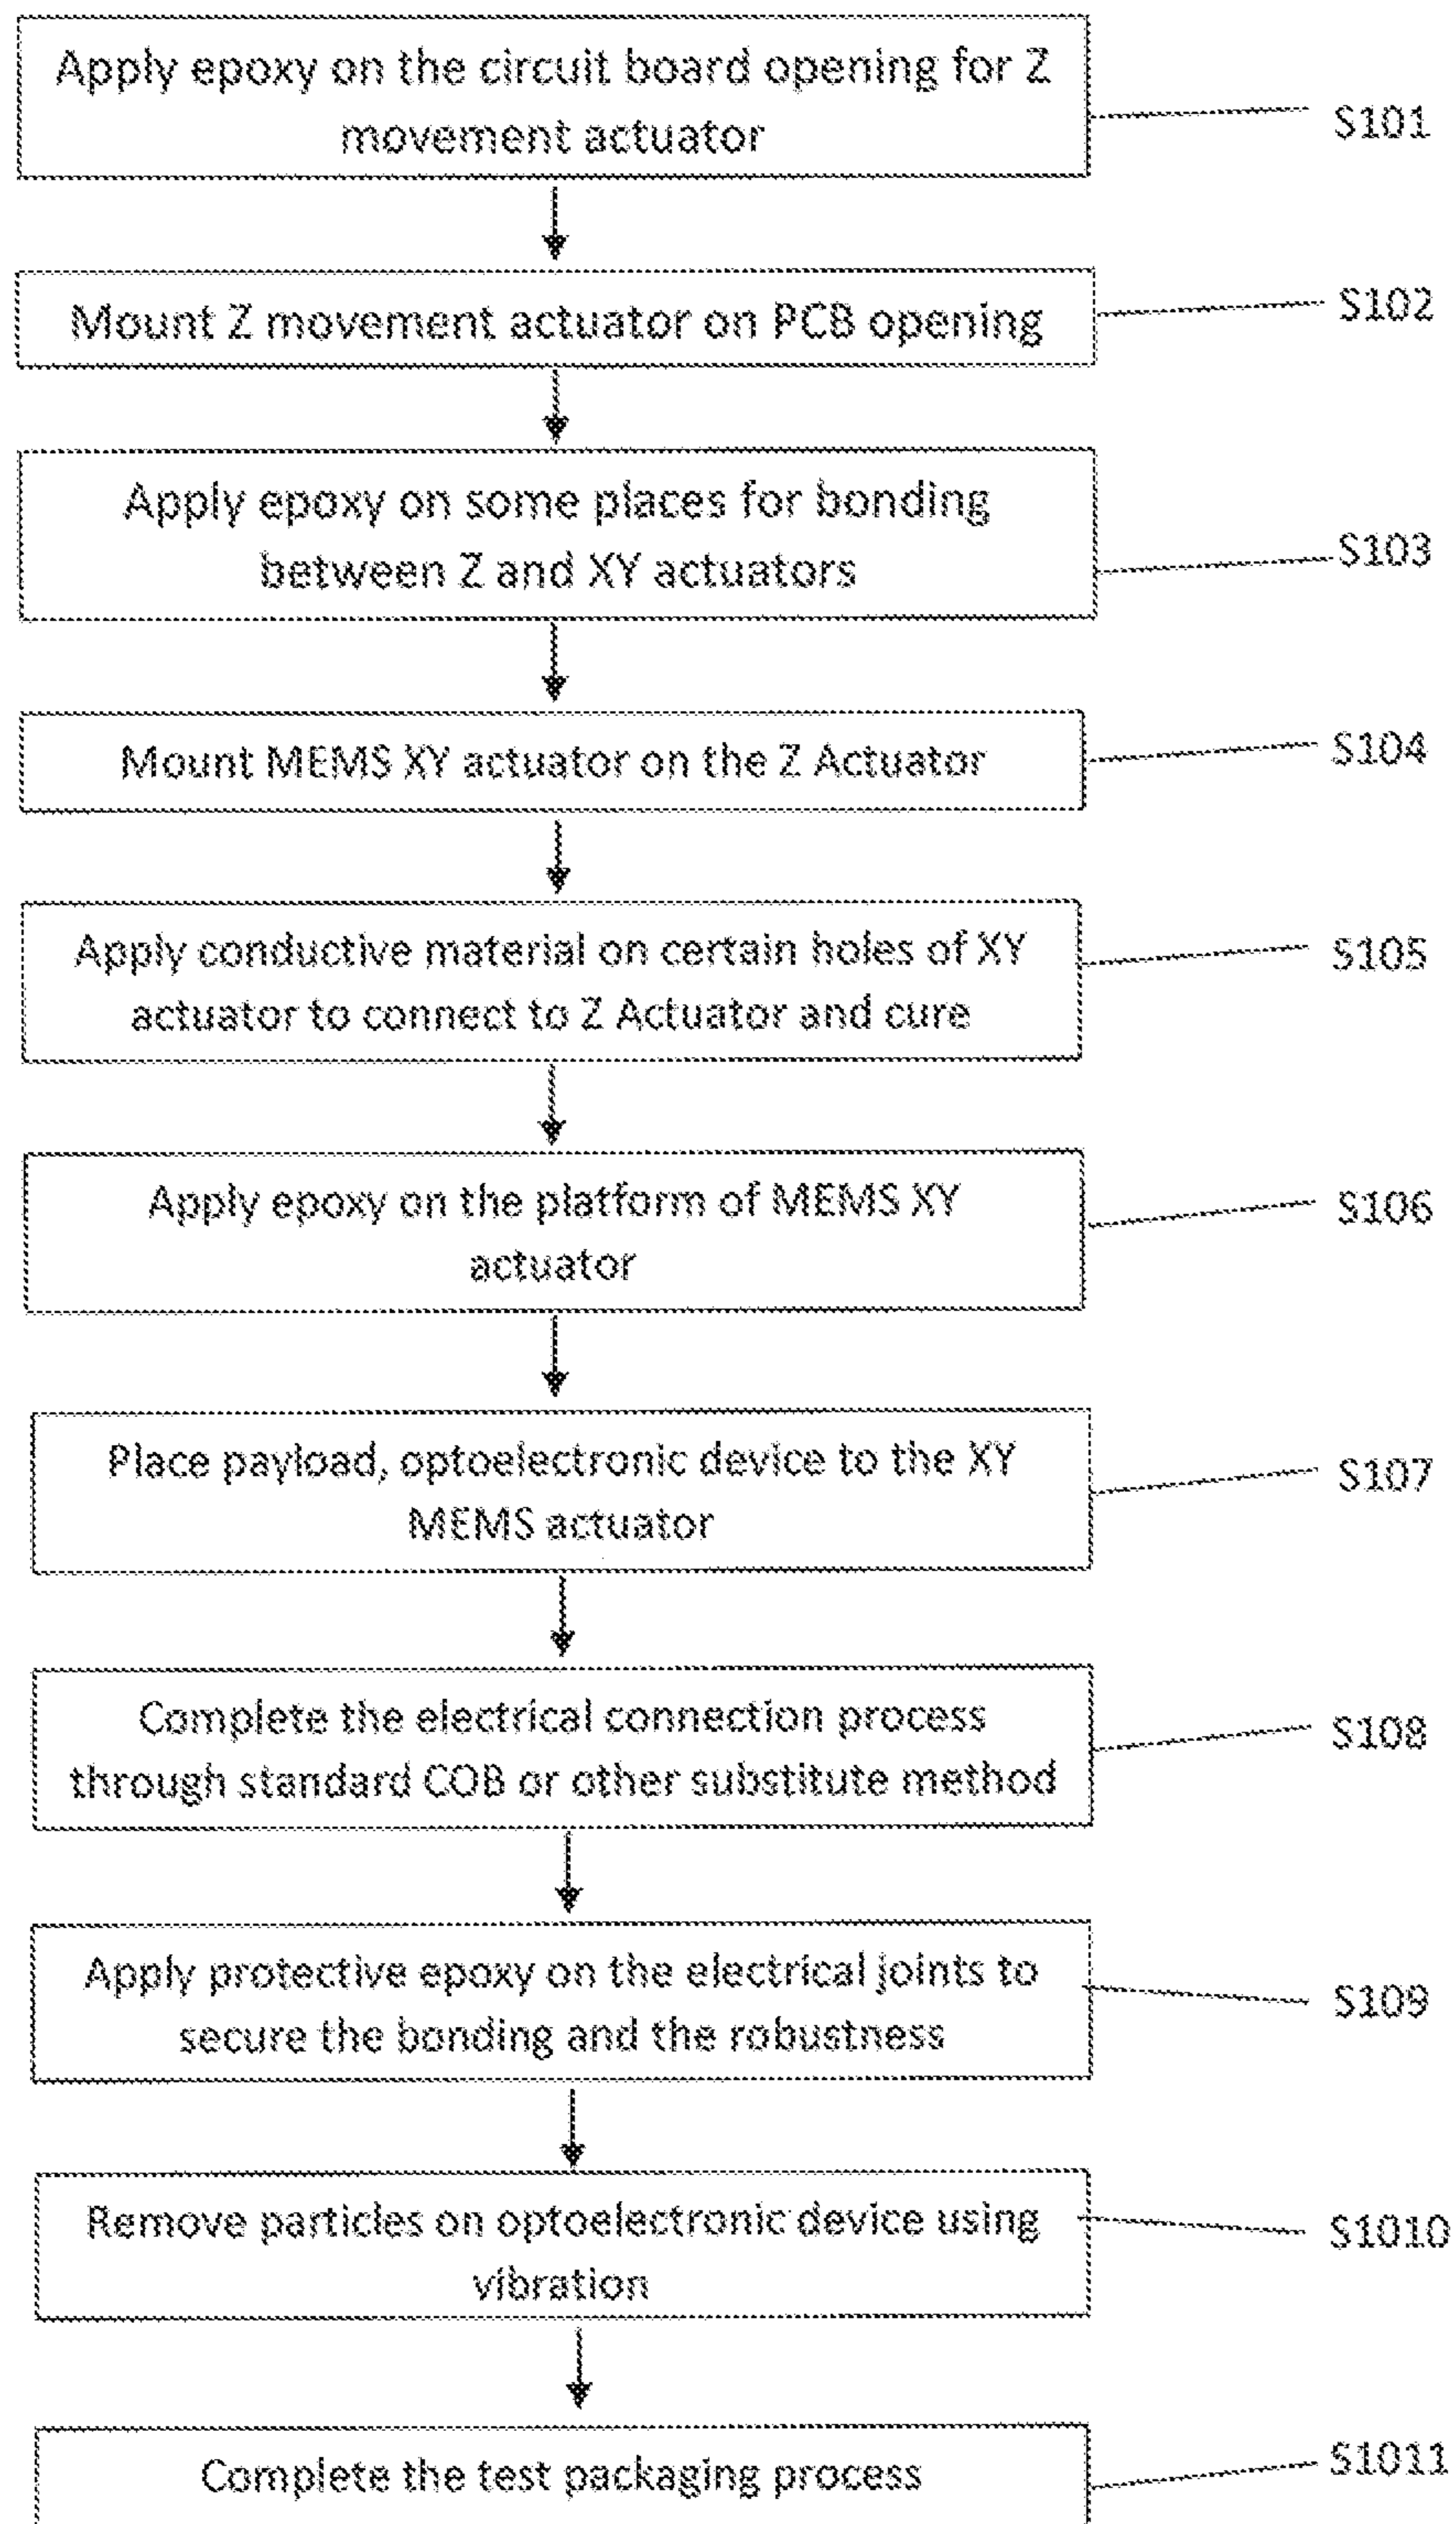 Apply epoxy on the circuit board opening for Z
movement actuator
S101
Mount Z movement actuator on PCB opening
S102
Apply epoxy on some places for bonding
between Z and XY actuators
S103
Mount MEMS XY actuator on the Z Actuator
S104
Apply conductive material on certain holes of XY
actuator to connect to Z Actuator and cure
S105
Apply epoxy on the platform of MEMS XY
actuator
S106
Place payload, optoelectronic device to the XY
MEMS actuator
S107
Complete the electrical connection process
through standard COB or other substitute method
S108
Apply protective epoxy on the electrical joints to
secure the bonding and the robustness
S109
Remove particles on optoelectronic device using
vibration
S1010
Complete the test packaging process
S1011